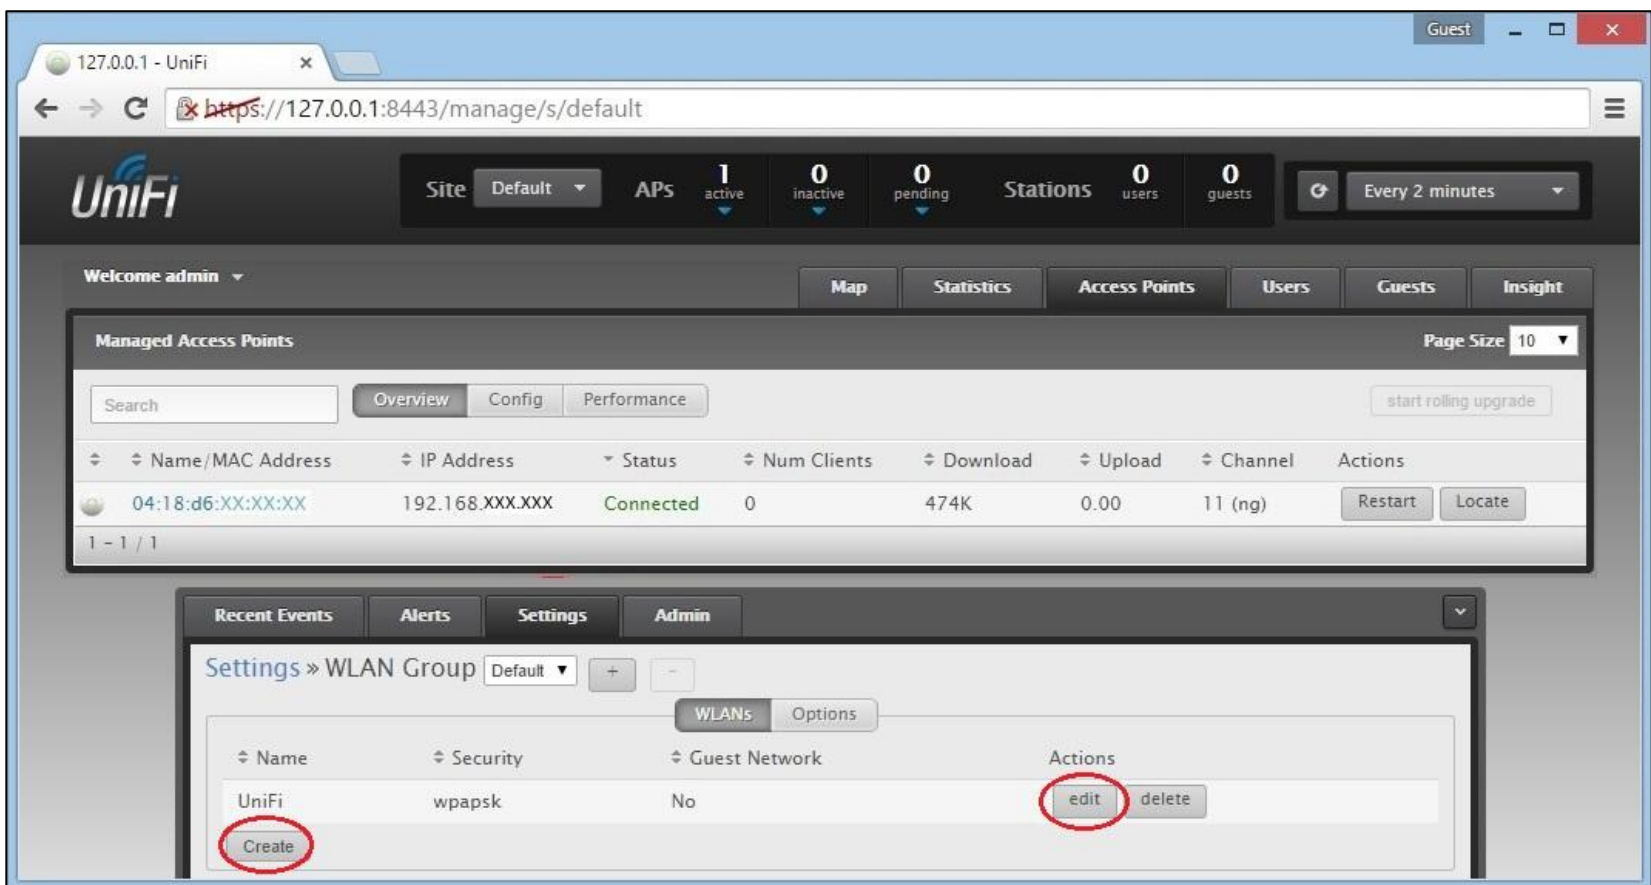 Guest
127.0.0.1 - UniFi
https://127.0.0.1:8443/manage/s/default
UniFi
Site Default APs 1 active 0 inactive 0 pending Stations 0 users 0 guests Every 2 minutes
Welcome admin
Map Statistics Access Points Users Guests Insight
Managed Access Points Page Size 10
Search Overview Config Performance start rolling upgrade
Name/MAC Address IP Address Status Num Clients Download Upload Channel Actions
04:18:d6:XX:XX:XX 192.168.XXX.XXX Connected 0 474K 0.00 11 (ng) Restart Locate
1 - 1 / 1
Recent Events Alerts Settings Admin
Settings » WLAN Group Default + -
WLANs Options
Name Security Guest Network Actions
UniFi wpapsk No edit delete
Create